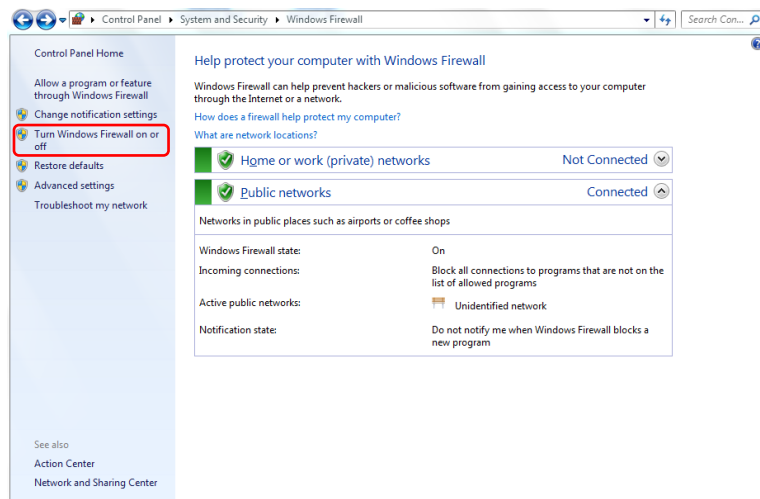 Control Panel System and Security Windows Firewall
Search Con...
Control Panel Home
Allow a program or feature
through Windows Firewall
Change notification settings
Turn Windows Firewall on or
off
Restore defaults
Advanced settings
Troubleshoot my network
See also
Action Center
Network and Sharing Center
Help protect your computer with Windows Firewall
Windows Firewall can help prevent hackers or malicious software from gaining access to your computer
through the Internet or a network.
How does a firewall help protect my computer?
What are network locations?
Home or work (private) networks Not Connected
Public networks Connected
Networks in public places such as airports or coffee shops
Windows Firewall state: On
Incoming connections: Block all connections to programs that are not on the
list of allowed programs
Active public networks: Unidentified network
Notification state: Do not notify me when Windows Firewall blocks a
new program